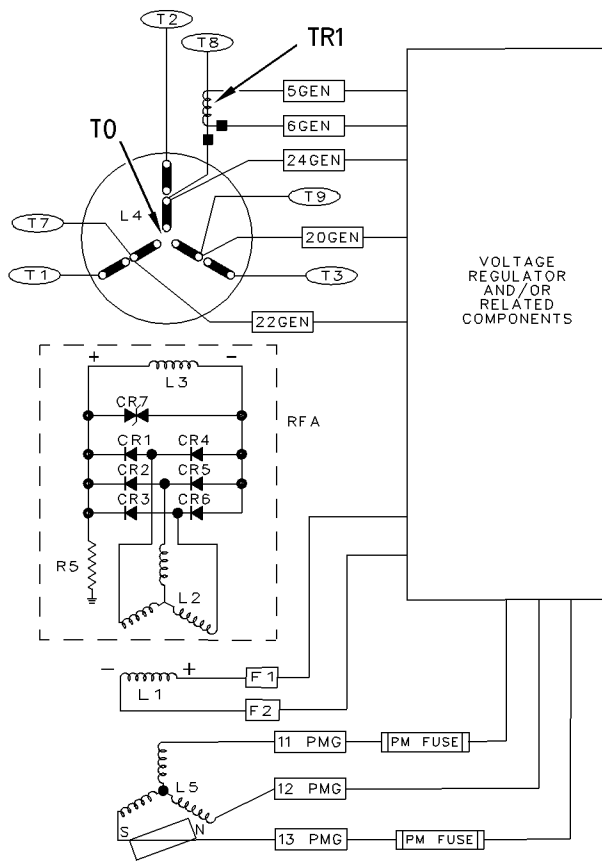 T2
T8
TR1
5GEN
6GEN
T0
24GEN
L4
T9
T7
20GEN
T1
T3
22GEN
VOLTAGE
REGULATOR
AND/OR
RELATED
COMPONENTS
+
-
L3
CR7
RFA
CR1
CR4
CR2
CR5
CR3
CR6
R5
L2
-
+
F1
L1
F2
11 PMG
PM FUSE
L5
12 PMG
S
N
13 PMG
PM FUSE